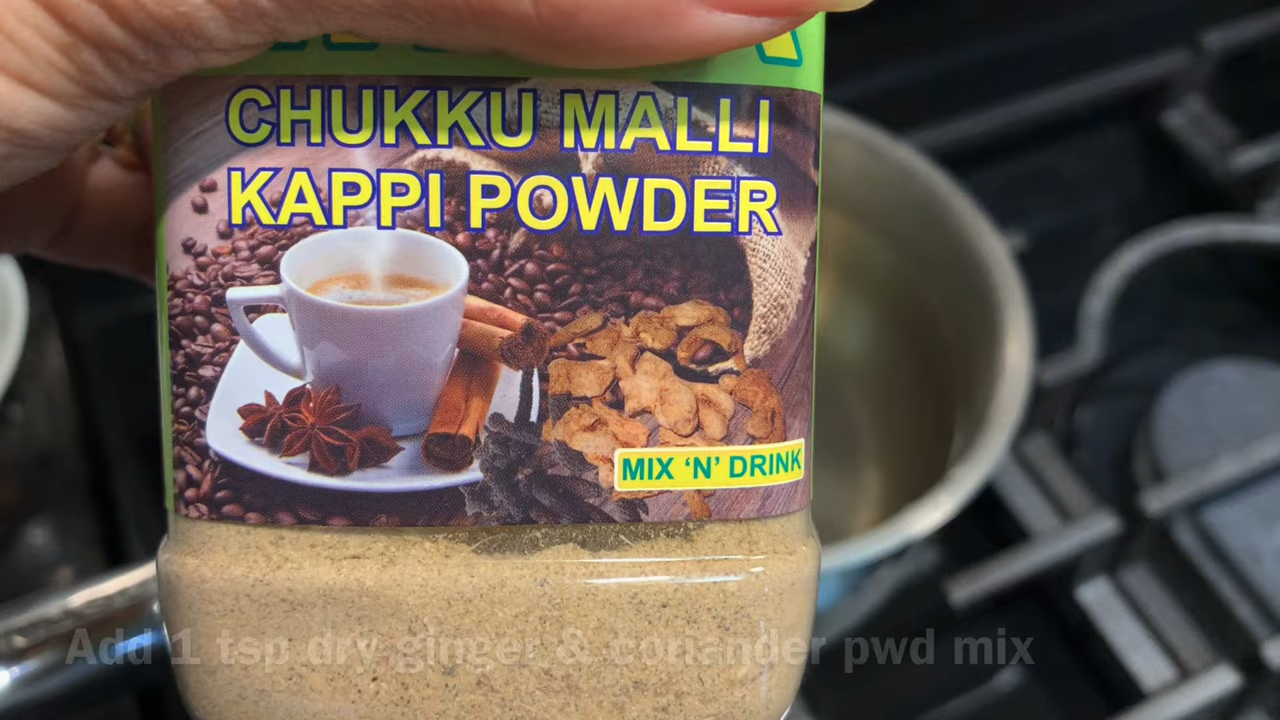 CHUKKU MALLI
KAPPI POWDER
MIX ‘N’ DRINK
Add 1 tsp dry ginger & coriander pwd mix